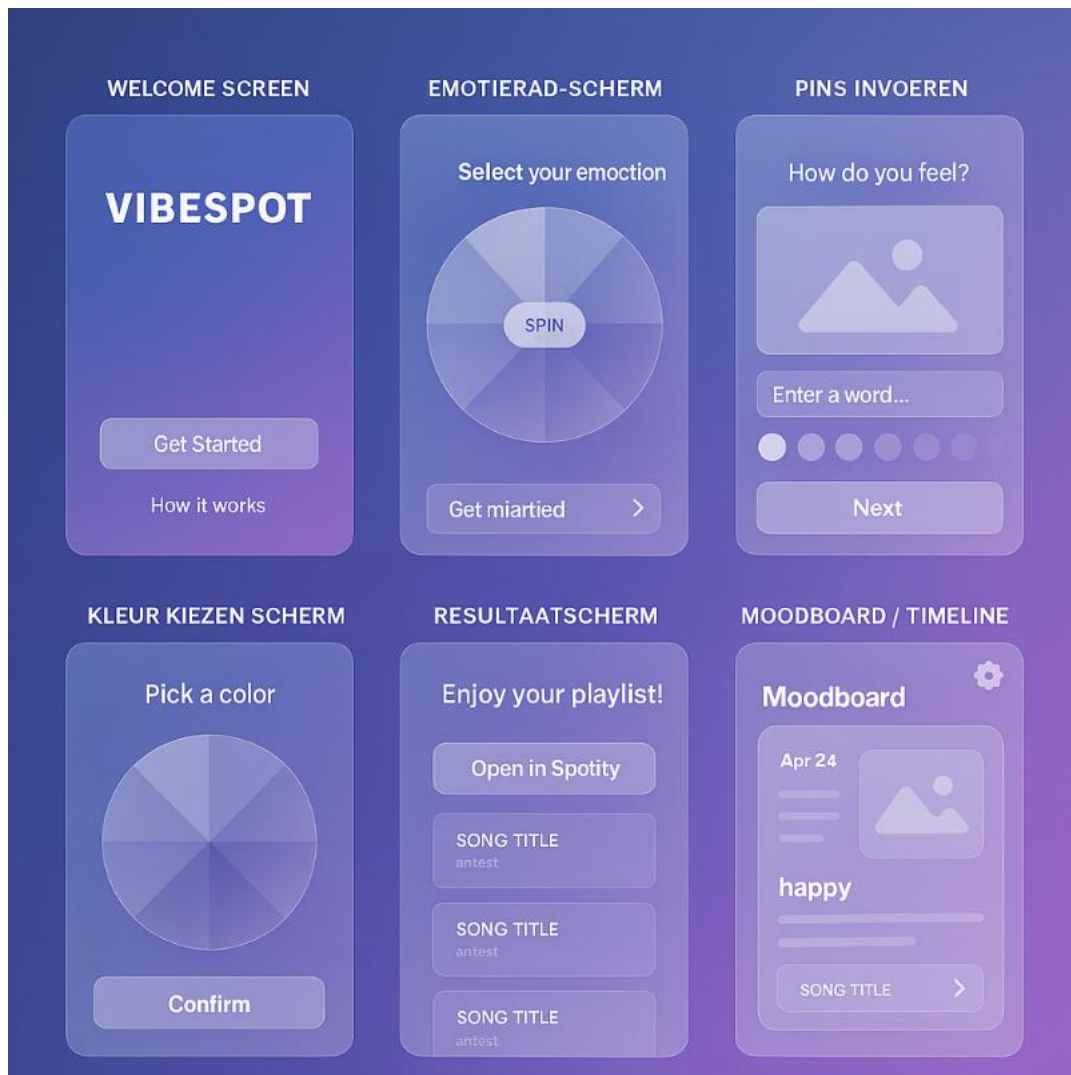 WELCOME SCREEN
VIBESPOT
Get Started
How it works
EMOTIERAD-SCHERM
Select your emoction
SPIN
Get miartied
PINS INVOEREN
How do you feel?
Enter a word...
Next
KLEUR KIEZEN SCHERM
Pick a color
Confirm
RESULTAATSCHERM
Enjoy your playlist!
Open in Spotity
SONG TITLE
antest
SONG TITLE
antest
SONG TITLE
antest
MOODBOARD / TIMELINE
Moodboard
Apr 24
happy
SONG TITLE